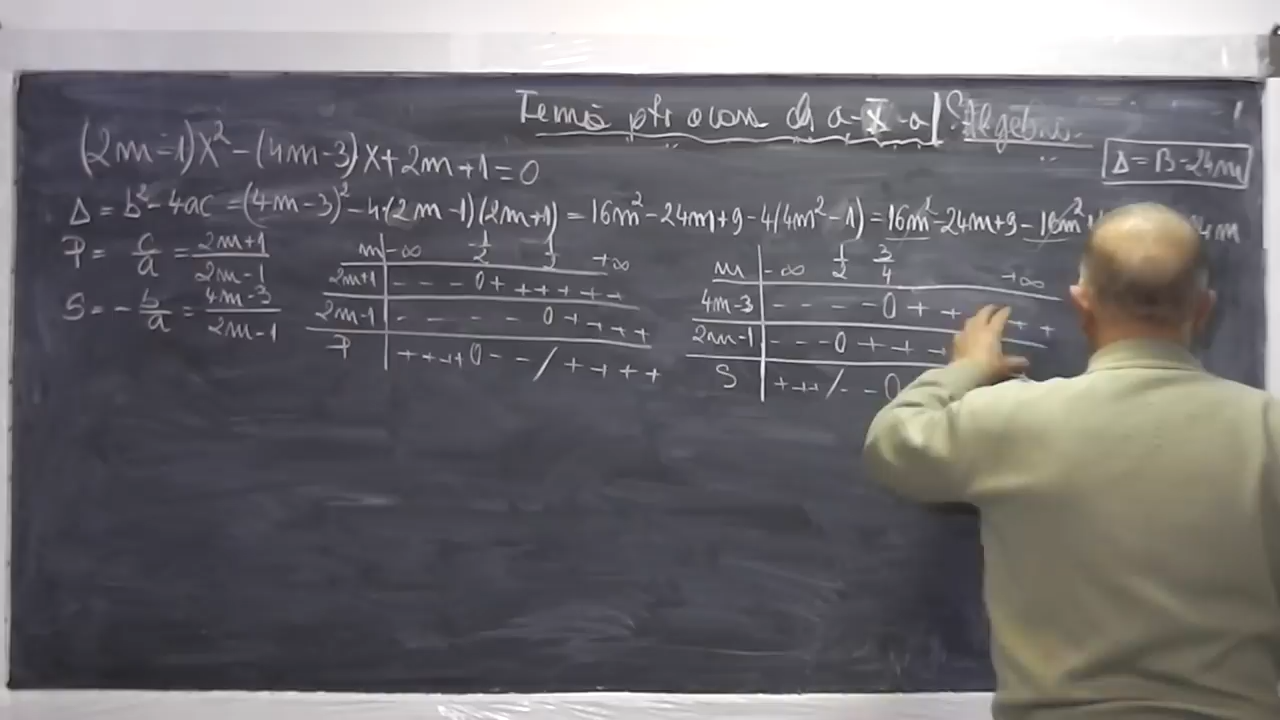 Temă a-X-a Algebră
(2m-1)X² - (4m-3)X + 2m + 1 = 0
Δ = B - 24m
Δ = b² - 4ac = (4m-3)² - 4(2m-1)(2m+1) = 16m² - 24m + 9 - 4(4m² - 1) = 16m² - 24m + 9 - 16m²
P = c/a = (2m+1)/(2m-1)
S = -b/a = (4m-3)/(2m-1)
m | -∞ 1/2 1/2 +∞
2m+1 | - - - 0 + + + + + +
2m-1 | - - - - - 0 + + + +
P | + + + + 0 - - / + + + +
m | -∞ 1/2 3/4 +∞
4m-3 | - - - - 0 + + + +
2m-1 | - - - 0 + + +
S | + + + / - - 0